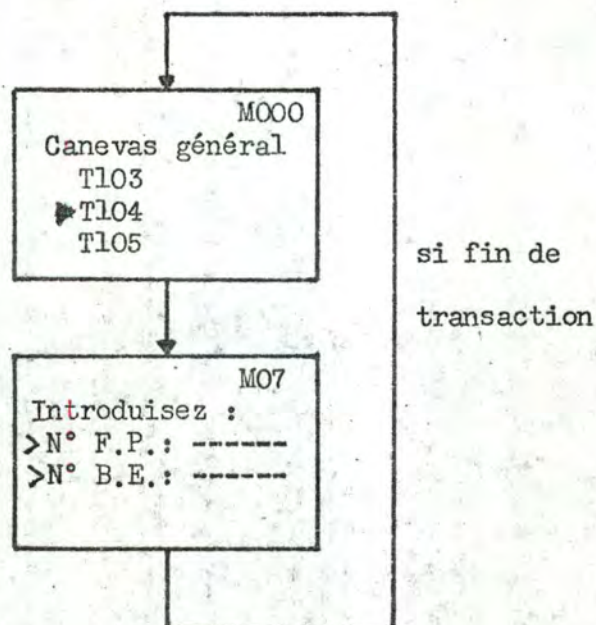 M000
Canevas général
T103
T104
T105
si fin de
transaction
M07
Introduisez :
>N° F.P.: ------
>N° B.E.: ------